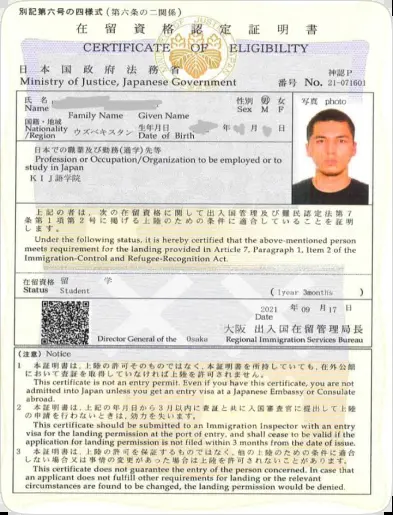 別記第六号の四様式(第六条の二関係)
在留資格認定証明書
CERTIFICATE OF ELIGIBILITY
日本国政府法務省
神認P
Ministry of Justice, Japanese Government 番号 No. 21-071601
氏名 性別 男 女 写真 photo
Name Sex M F
Family Name Given Name
国籍・地域 生年月日 年 月 日
Nationality ウズベキスタン Date of Birth
/Region
日本での職業及び勤務(通学)先等
Profession or Occupation/Organization to be employed or to
study in Japan
KIJ語学院
上記の者は、次の在留資格に関して出入国管理及び難民認定法第7
条第1項第2号に掲げる上陸のための条件に適合していることを証明
します。
Under the following status, it is hereby certified that the above-mentioned person
meets requirement for the landing provided in Article 7, Paragraph 1, Item 2 of the
Immigration-Control and Refugee-Recognition Act.
在留資格 留学
Status Student (1year 3months)
2021 年 09 月 17 日
Date
大阪 出入国在留管理局長
Director General of the Osaka Regional Immigration Services Bureau
(注意) Notice
1 本証明書は、上陸の許可そのものではなく、本証明書を所持していても、在外公館
において査証を取得していなければ上陸を許可されません。
This certificate is not an entry permit. Even if you have this certificate, you are not
admitted into Japan unless you get an entry visa at a Japanese Embassy or Consulate
abroad.
2 本証明書は、上記の年月日から3月以内に査証と共に入国審査官に提出して上陸
の申請を行わないときは、効力を失います。
This certificate should be submitted to an Immigration Inspector with an entry
visa for the landing permission at the port of entry, and shall cease to be valid if the
application for landing permission is not filed within 3 months from the date of issue.
3 本証明書は、上陸の許可を保証するものではなく、他の上陸のための条件に適合
しない場合又は事情の変更があった場合は上陸を許可されないことがあります。
This certificate does not guarantee the entry of the person concerned. In case that
an applicant does not fulfill other requirements for landing or the relevant
circumstances are found to be changed, the landing permission would be denied.